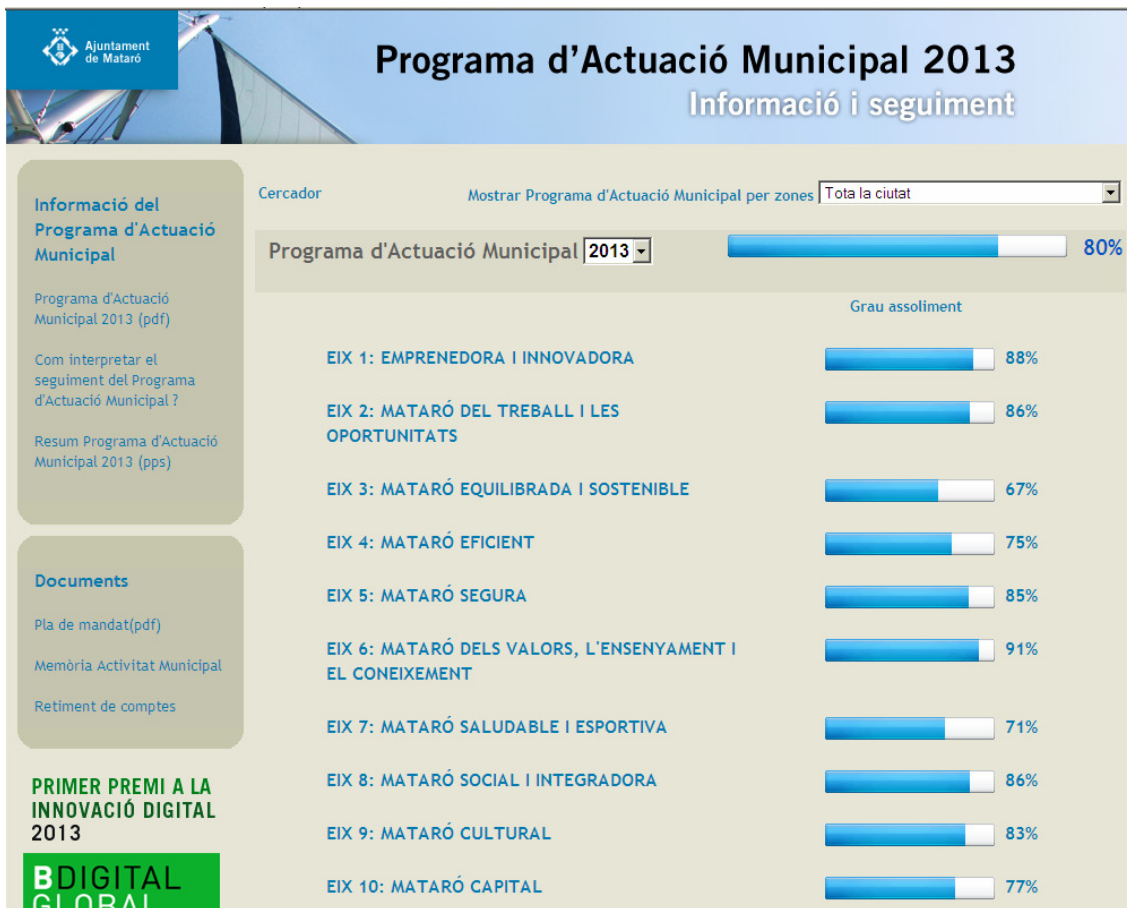 Ajuntament
de Mataró
Programa d'Actuació Municipal 2013
Informació i seguiment
Informació del
Programa d'Actuació
Municipal
Programa d'Actuació
Municipal 2013 (pdf)
Com interpretar el
seguiment del Programa
d'Actuació Municipal ?
Resum Programa d'Actuació
Municipal 2013 (pps)
Documents
Pla de mandat(pdf)
Memòria Activitat Municipal
Retiment de comptes
PRIMER PREMI A LA
INNOVACIÓ DIGITAL
2013
BDIGITAL
GLOBAL
Cercador
Mostrar Programa d'Actuació Municipal per zones Tota la ciutat
Programa d'Actuació Municipal 2013 80%
Grau assoliment
EIX 1: EMPRENEDORA I INNOVADORA 88%
EIX 2: MATARÓ DEL TREBALL I LES 86%
OPORTUNITATS
EIX 3: MATARÓ EQUILIBRADA I SOSTENIBLE 67%
EIX 4: MATARÓ EFICIENT 75%
EIX 5: MATARÓ SEGURA 85%
EIX 6: MATARÓ DELS VALORS, L'ENSENYAMENT I 91%
EL CONEIXEMENT
EIX 7: MATARÓ SALUDABLE I ESPORTIVA 71%
EIX 8: MATARÓ SOCIAL I INTEGRADORA 86%
EIX 9: MATARÓ CULTURAL 83%
EIX 10: MATARÓ CAPITAL 77%